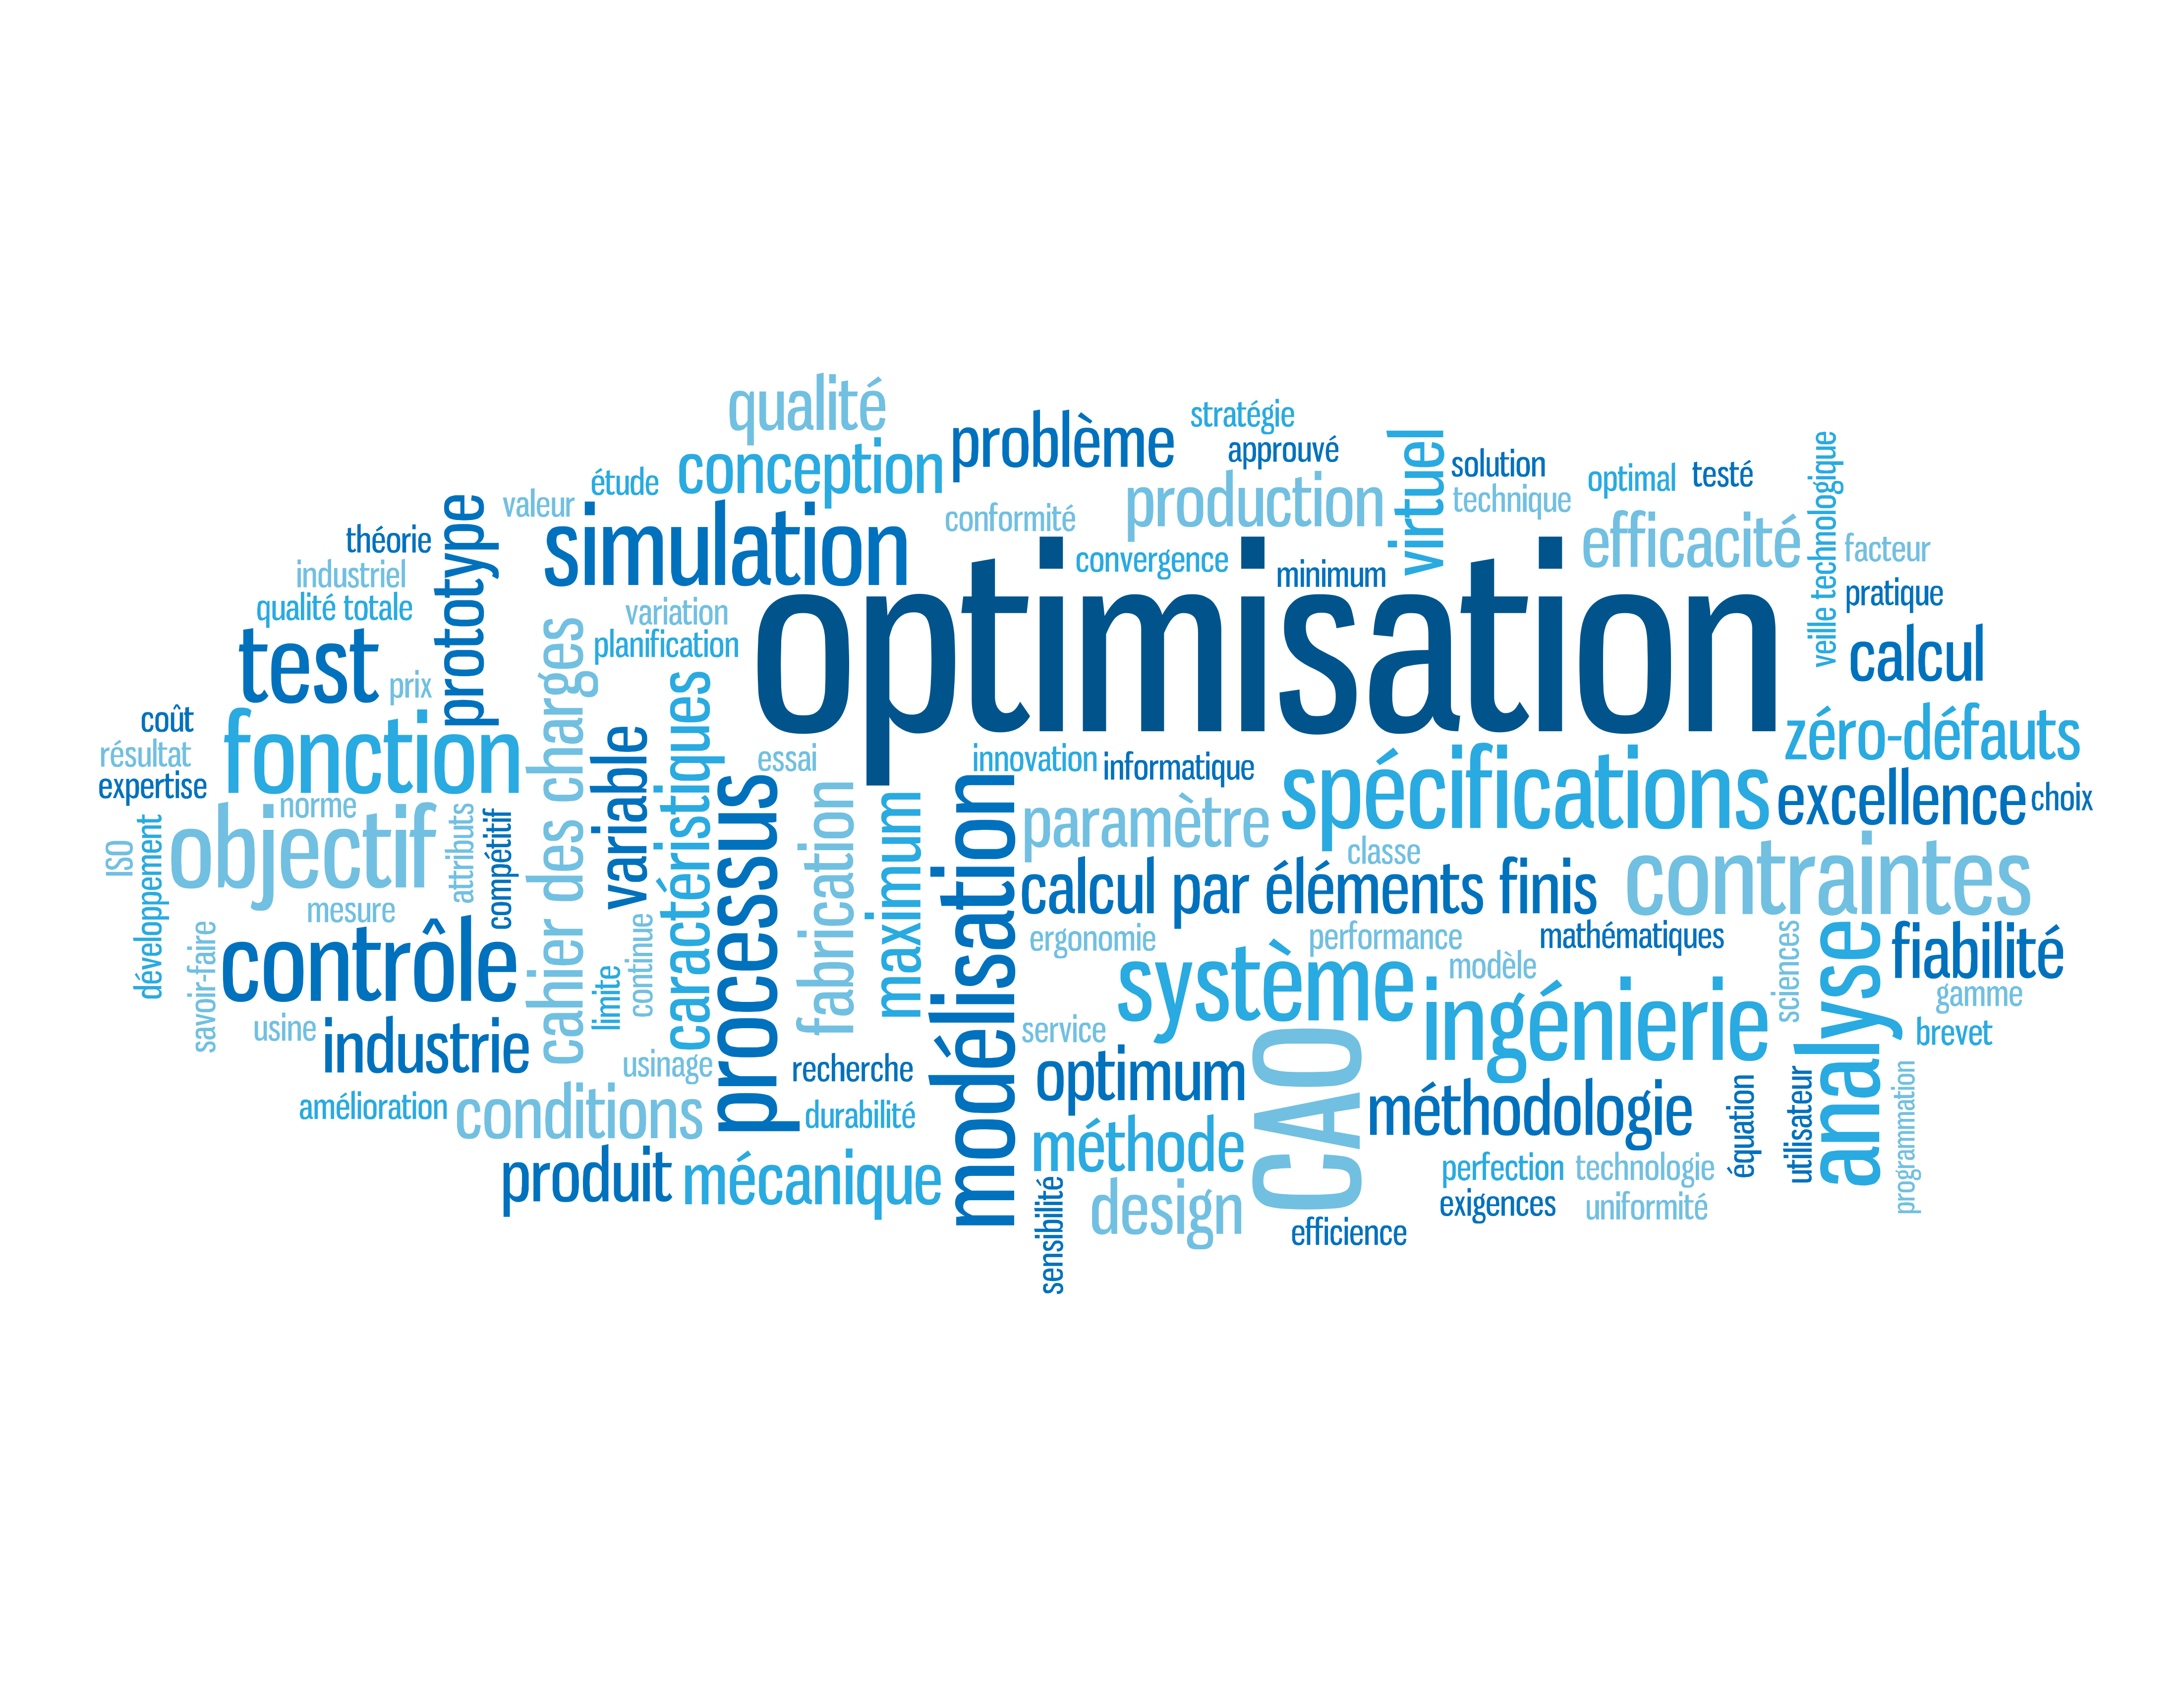 qualité
stratégie
problème
approuvé
conception
virtuel
solution
optimal
testé
veille technologique
étude
valeur
prototype
simulation
conformité
production
technique
efficacité
théorie
convergence
minimum
facteur
industriel
pratique
qualité totale
variation
optimisation
planification
calcul
test
prix
cahier des charges
caractéristiques
coût
fonction
variable
zéro-défauts
résultat
essai
innovation
informatique
spécifications
expertise
norme
processus
fabrication
maximum
modélisation
paramètre
excellence
choix
ISO
développement
objectif
attributs
compétitif
classe
calcul par éléments finis
contraintes
mesure
savoir-faire
contrôle
limite
continue
ergonomie
performance
mathématiques
sciences
analyse
fiabilité
système
modèle
ingénierie
gamme
usine
industrie
service
brevet
usinage
recherche
optimum
CAO
méthodologie
équation
utilisateur
programmation
amélioration
conditions
durabilité
méthode
produit
mécanique
sensibilité
design
perfection
technologie
exigences
uniformité
efficience